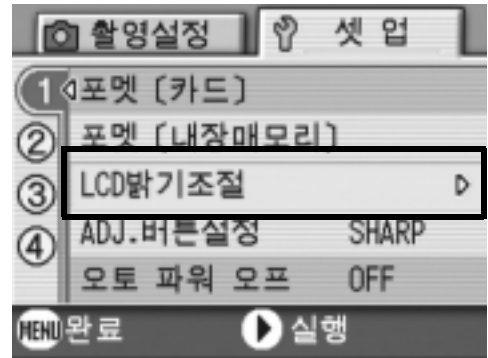 촬영설정 셋 업
1 포멧 [카드]
2 포멧 [내장매모리]
3 LCD밝기조절
4 ADJ.버튼설정 SHARP
오토 파워 오프 OFF
MENU 완료 실행